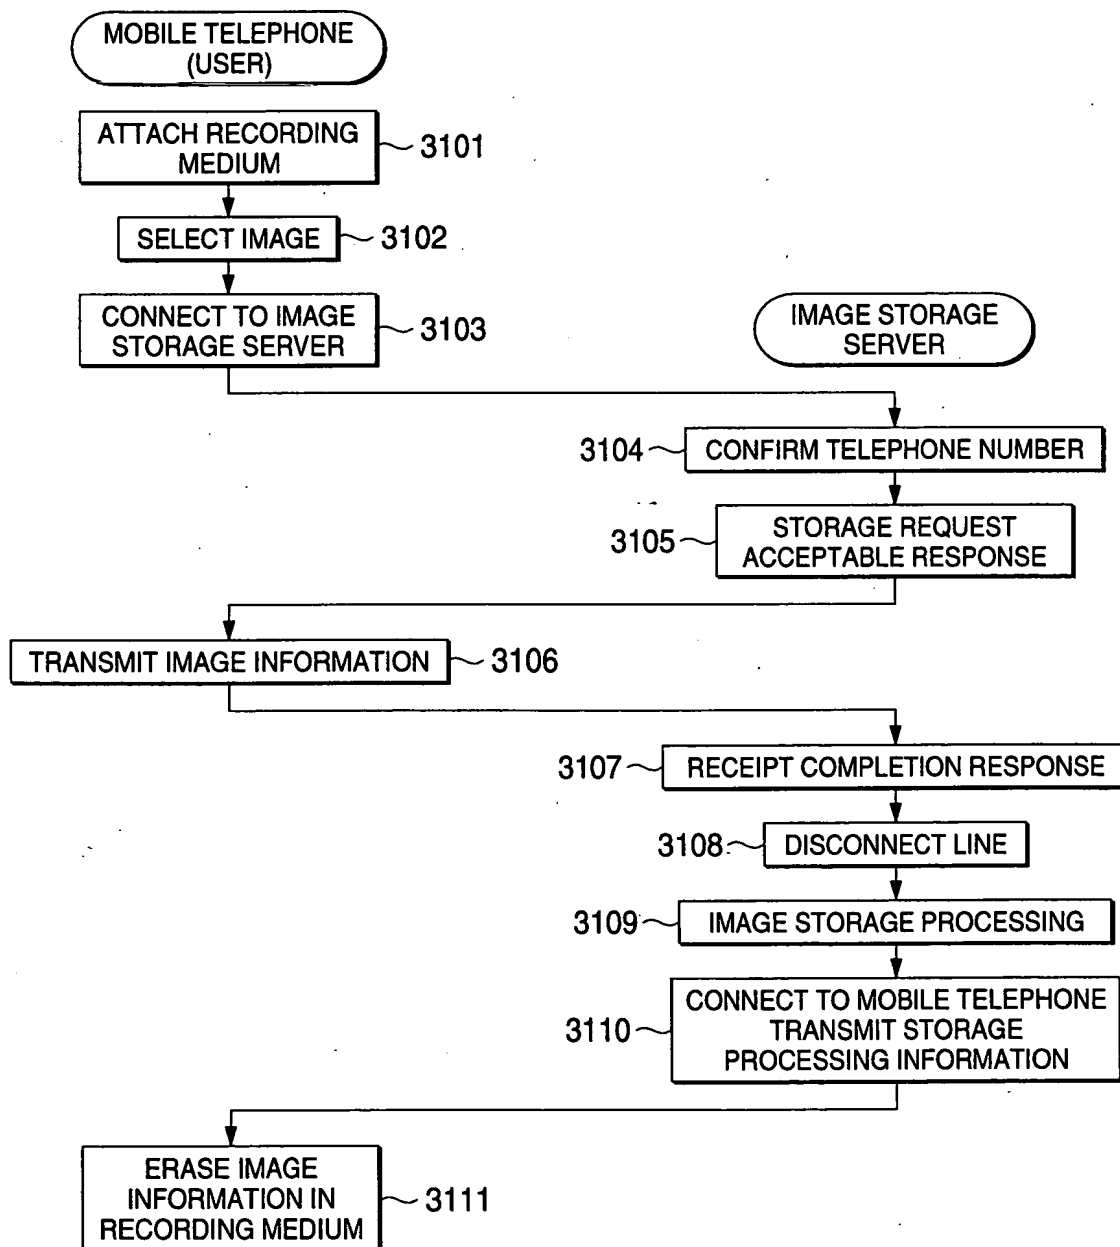 MOBILE TELEPHONE
(USER)
ATTACH RECORDING
MEDIUM
3101
SELECT IMAGE
3102
CONNECT TO IMAGE
STORAGE SERVER
3103
IMAGE STORAGE
SERVER
3104
CONFIRM TELEPHONE NUMBER
3105
STORAGE REQUEST
ACCEPTABLE RESPONSE
TRANSMIT IMAGE INFORMATION
3106
3107
RECEIPT COMPLETION RESPONSE
3108
DISCONNECT LINE
3109
IMAGE STORAGE PROCESSING
3110
CONNECT TO MOBILE TELEPHONE
TRANSMIT STORAGE
PROCESSING INFORMATION
ERASE IMAGE
INFORMATION IN
RECORDING MEDIUM
3111